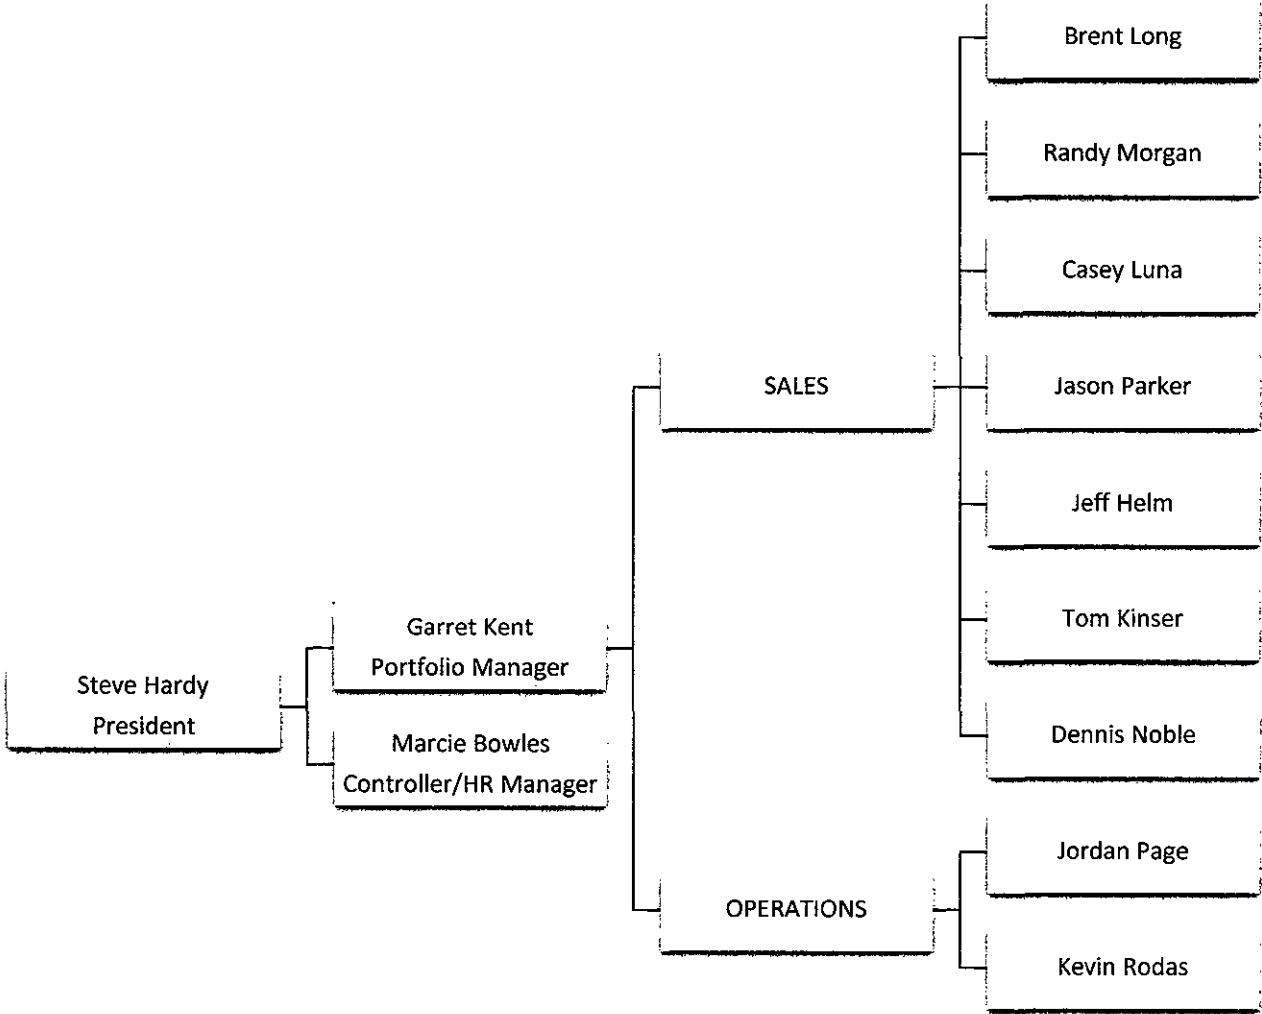 Brent Long
Randy Morgan
Casey Luna
SALES
Jason Parker
Jeff Helm
Garret Kent
Portfolio Manager
Tom Kinser
Steve Hardy
President
Marcie Bowles
Controller/HR Manager
Dennis Noble
Jordan Page
OPERATIONS
Kevin Rodas